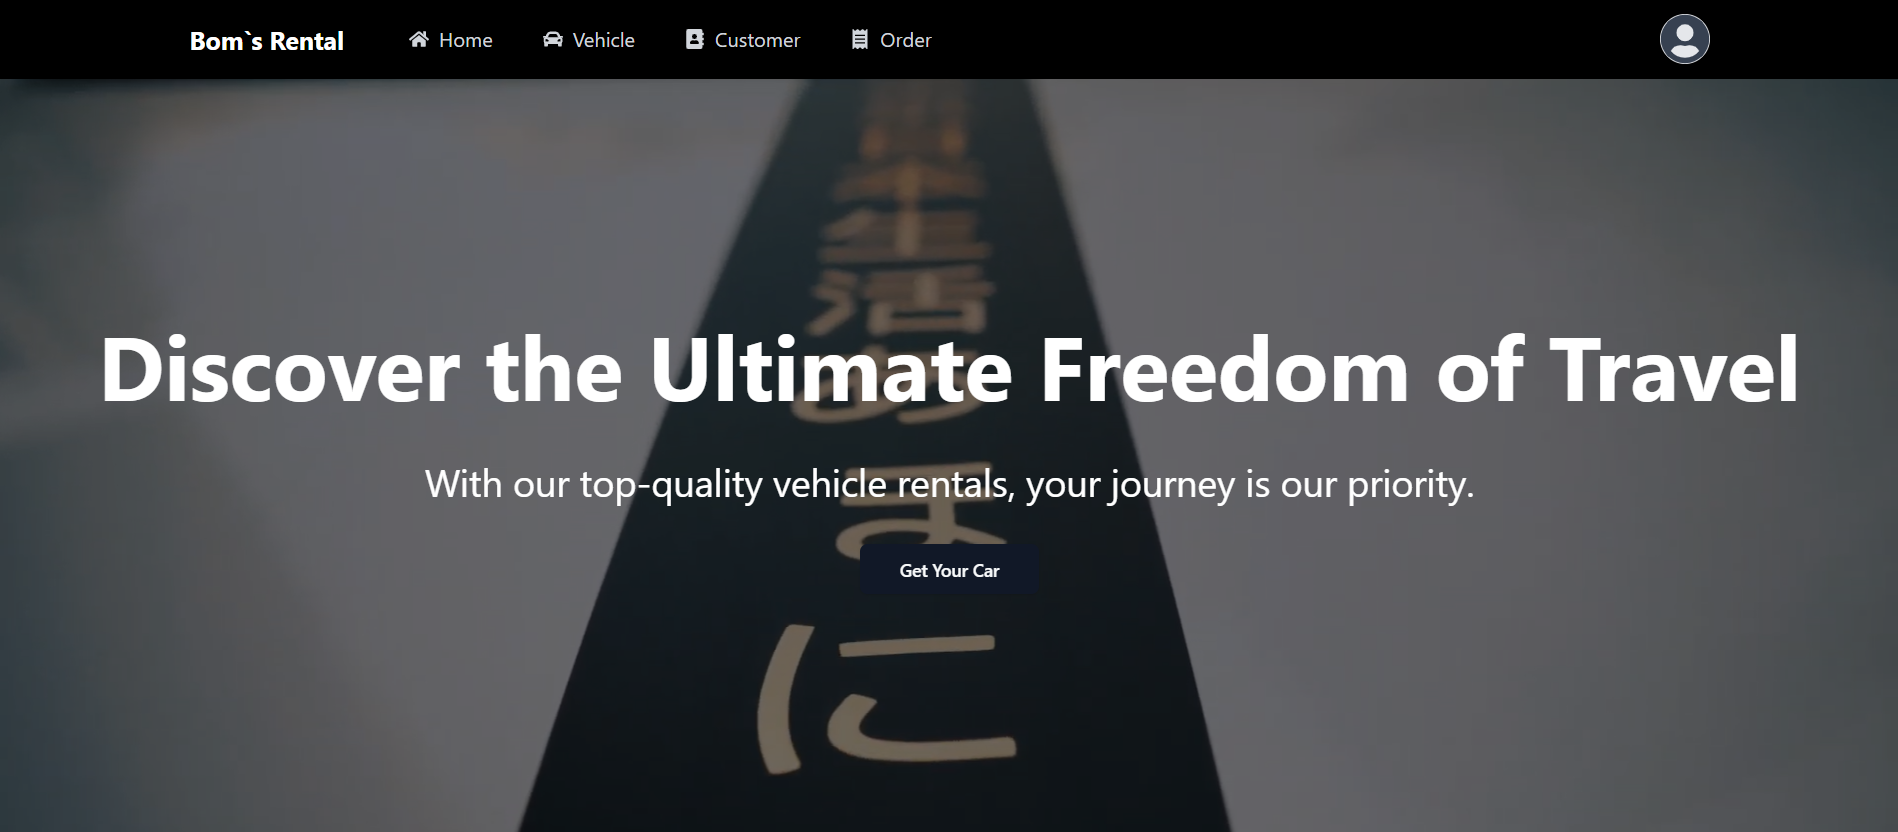 Bom`s Rental
Home
Vehicle
Customer
Order
Discover the Ultimate Freedom of Travel
With our top-quality vehicle rentals, your journey is our priority.
Get Your Car
生活のまに